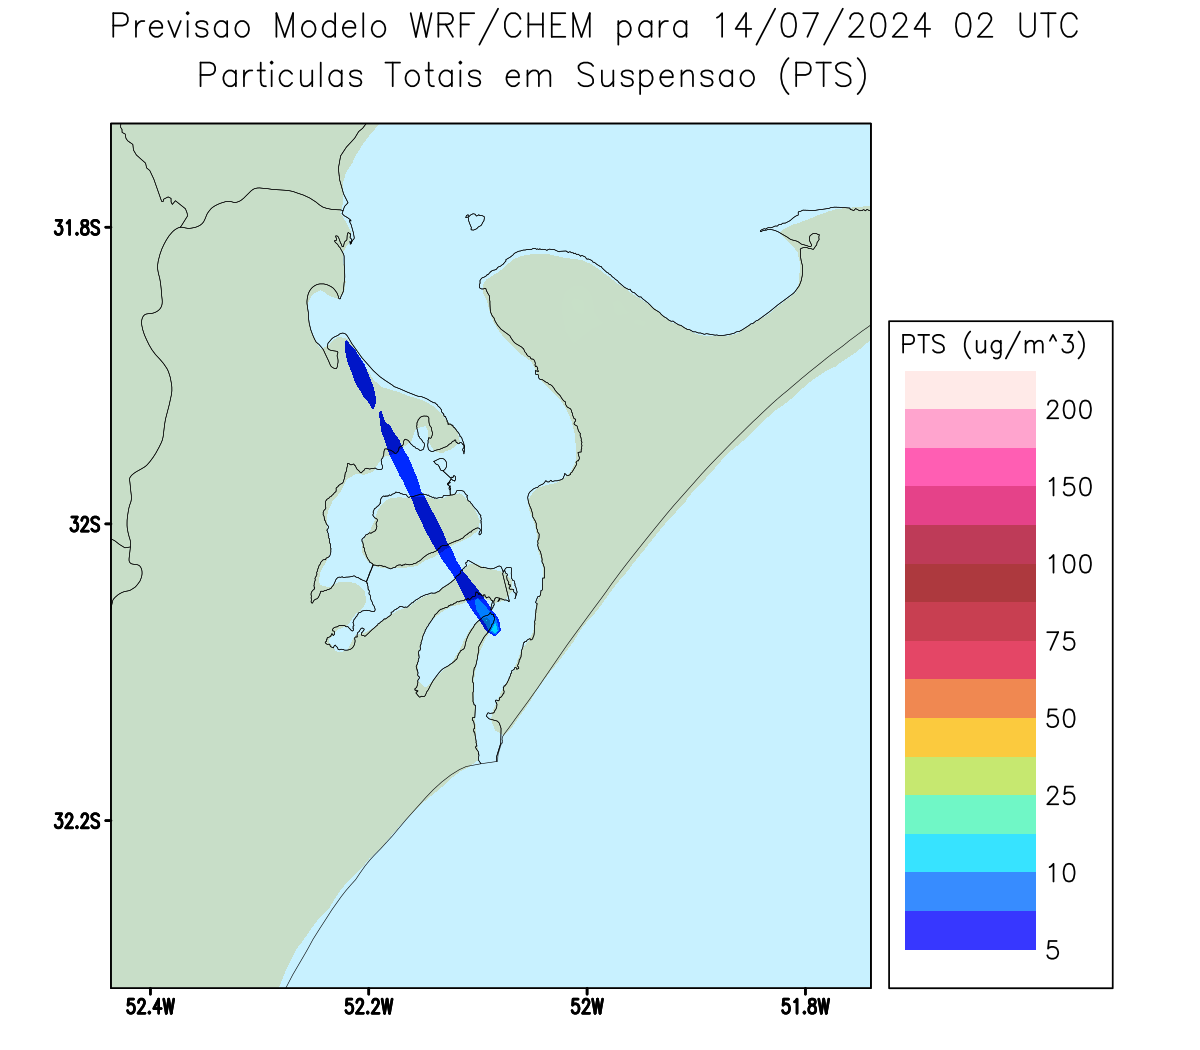 Previsao Modelo WRF/CHEM para 14/07/2024 02 UTC
Particulas Totais em Suspensao (PTS)
31.8S
32S
32.2S
52.4W
52.2W
52W
51.8W
PTS (ug/m^3)
200
150
100
75
50
25
10
5